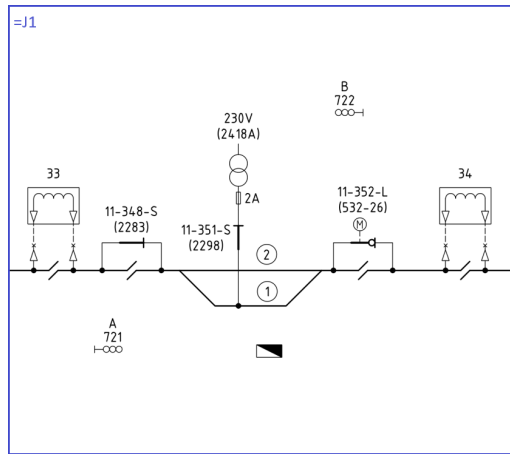 =J1
B
722
230V
(2418A)
33
34
2A
11-348-S
(2283)
11-351-S
(2298)
11-352-L
(532-26)
M
2
1
A
721